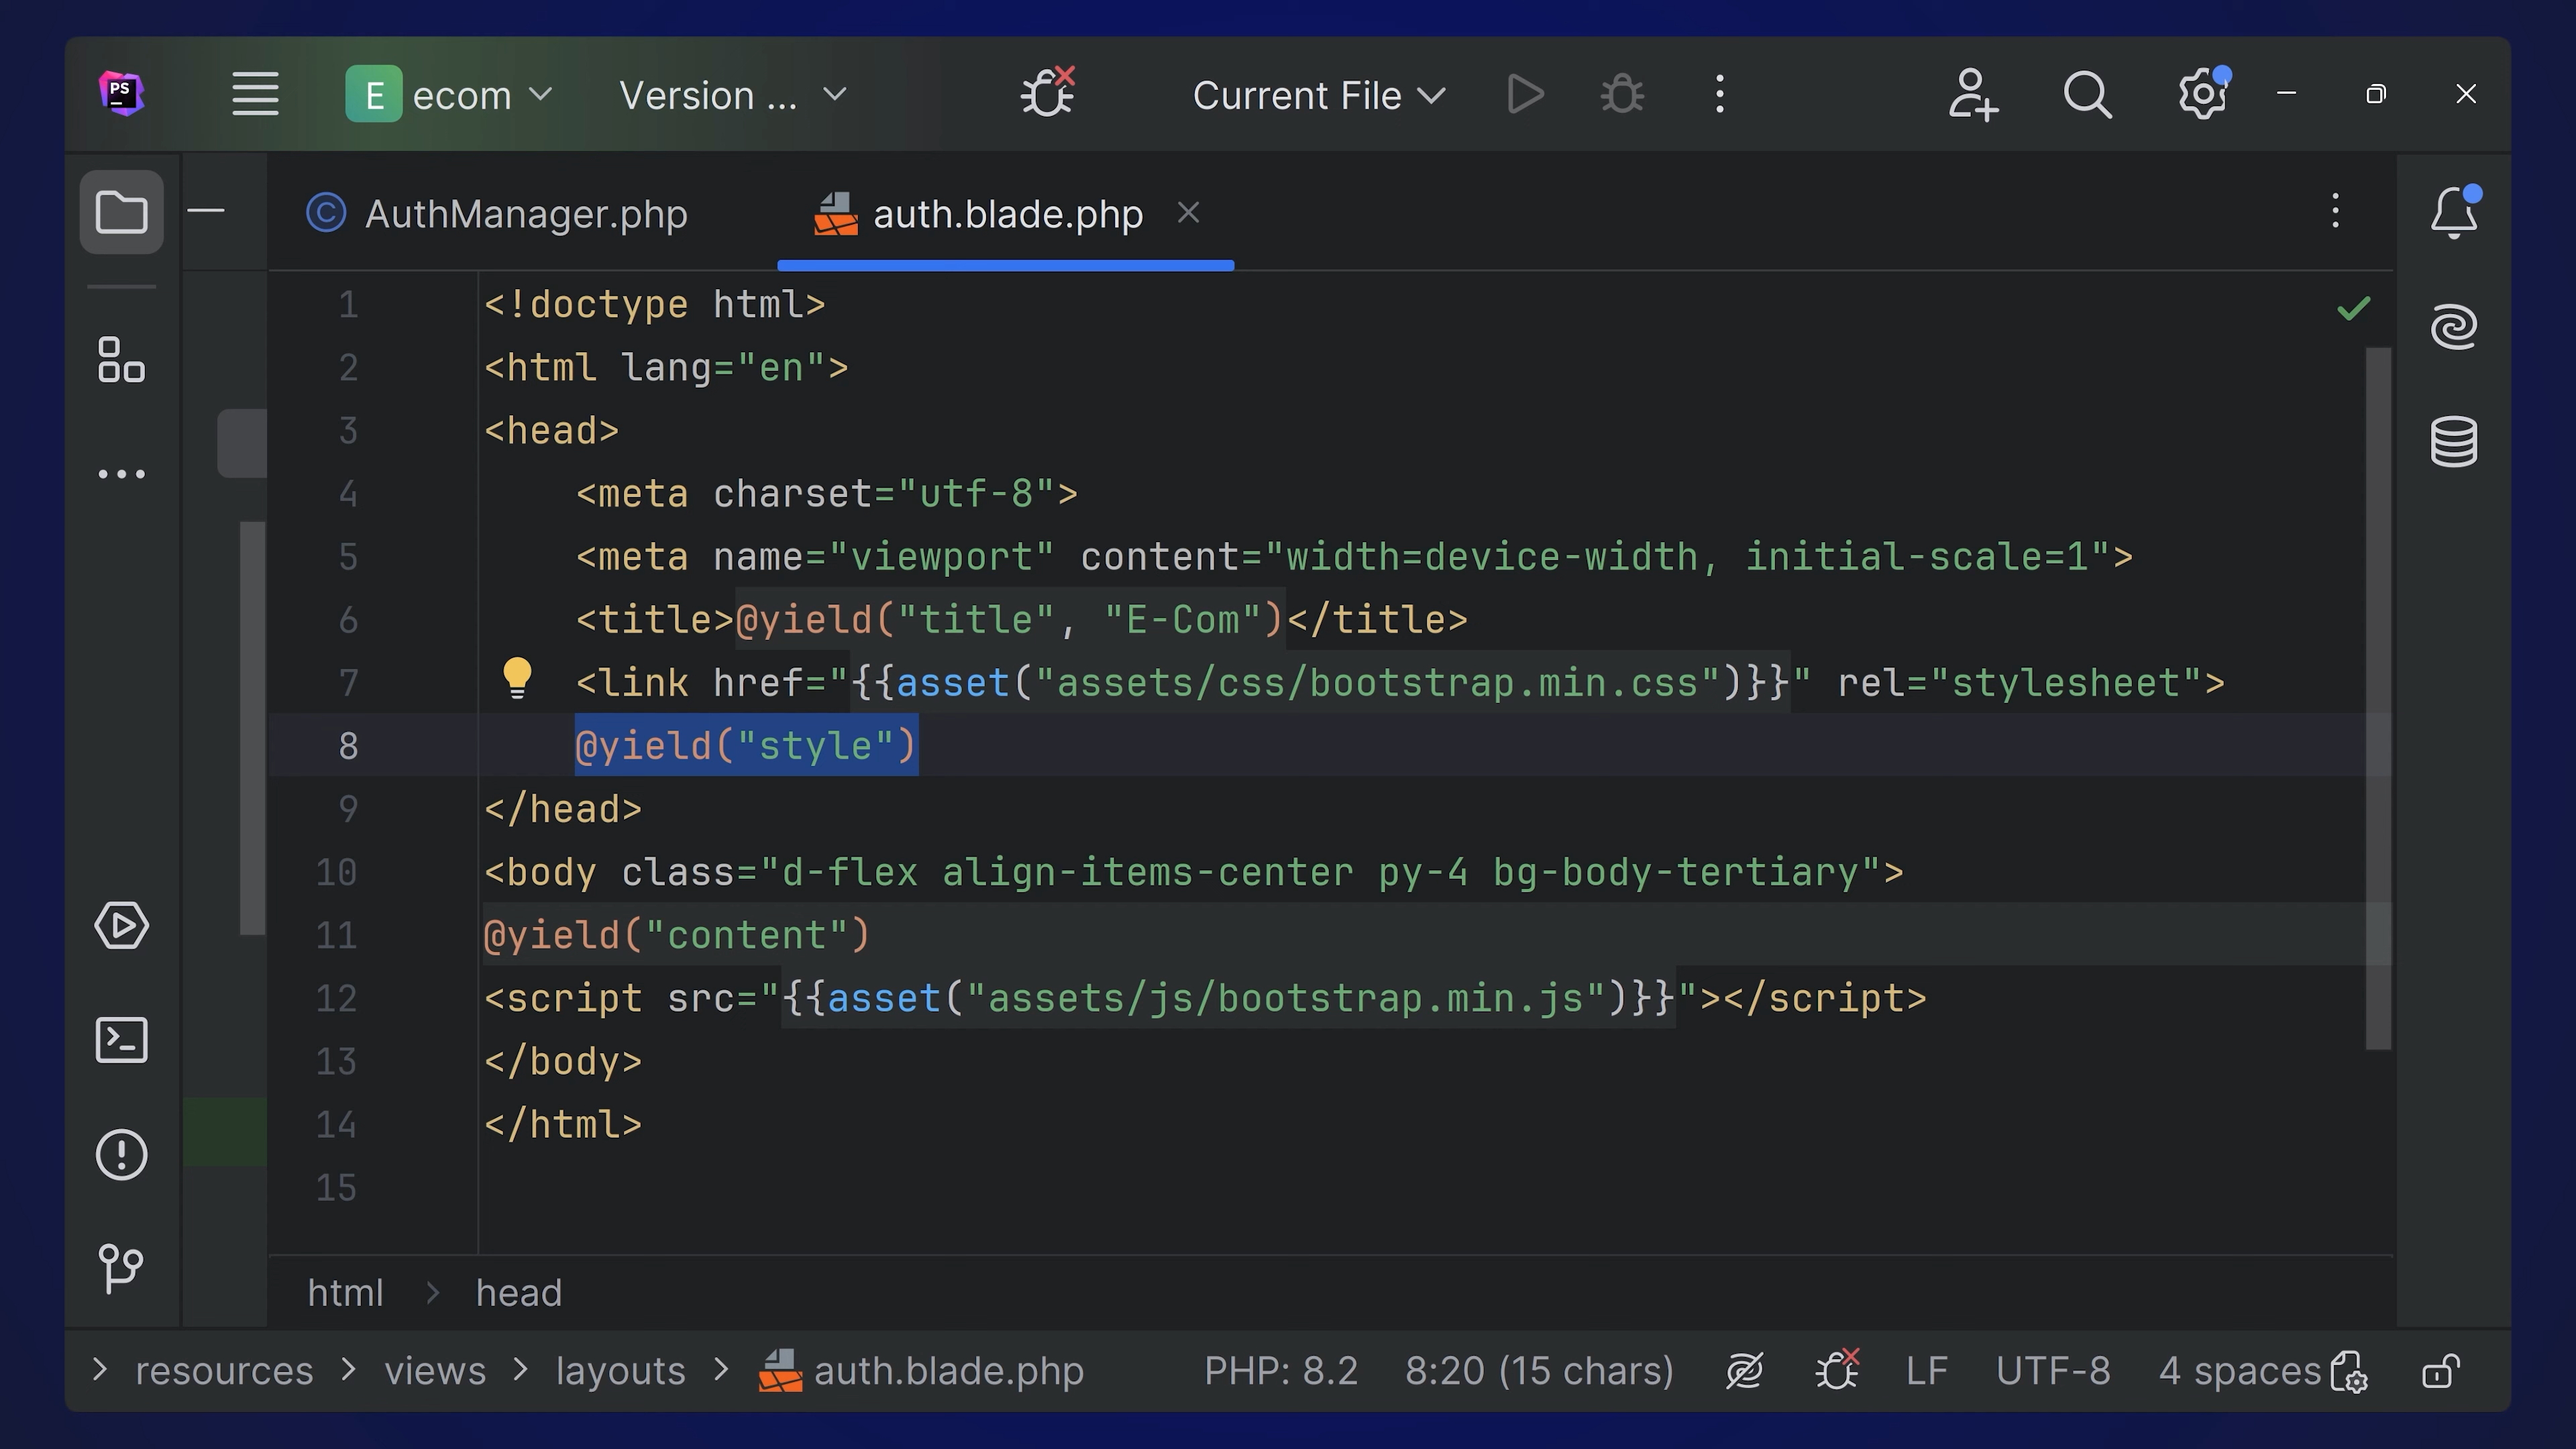 PS
E ecom Version ... Current File
AuthManager.php auth.blade.php
1 <!doctype html>
2 <html lang="en">
3 <head>
4     <meta charset="utf-8">
5     <meta name="viewport" content="width=device-width, initial-scale=1">
6     <title>@yield("title", "E-Com")</title>
7     <link href="{{asset("assets/css/bootstrap.min.css")}}" rel="stylesheet">
8     @yield("style")
9 </head>
10 <body class="d-flex align-items-center py-4 bg-body-tertiary">
11 @yield("content")
12 <script src="{{asset("assets/js/bootstrap.min.js")}}"></script>
13 </body>
14 </html>
15
html > head
> resources > views > layouts > auth.blade.php PHP: 8.2 8:20 (15 chars) LF UTF-8 4 spaces